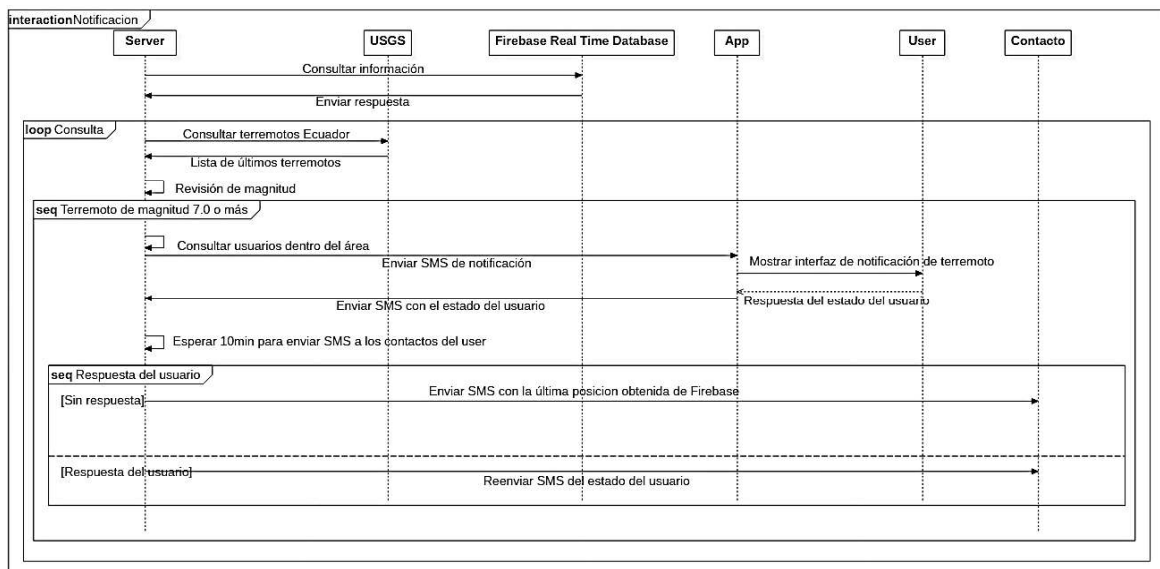 interaction Notificacion
Server USGS Firebase Real Time Database App User Contacto
Consultar información
Enviar respuesta
loop Consulta
Consultar terremotos Ecuador
Lista de últimos terremotos
Revisión de magnitud
seq Terremoto de magnitud 7.0 o más
Consultar usuarios dentro del área
Enviar SMS de notificación
Mostrar interfaz de notificación de terremoto
Respuesta del estado del usuario
Enviar SMS con el estado del usuario
Esperar 10min para enviar SMS a los contactos del user
seq Respuesta del usuario
[Sin respuesta]
Enviar SMS con la última posicion obtenida de Firebase
[Respuesta del usuario]
Reenviar SMS del estado del usuario